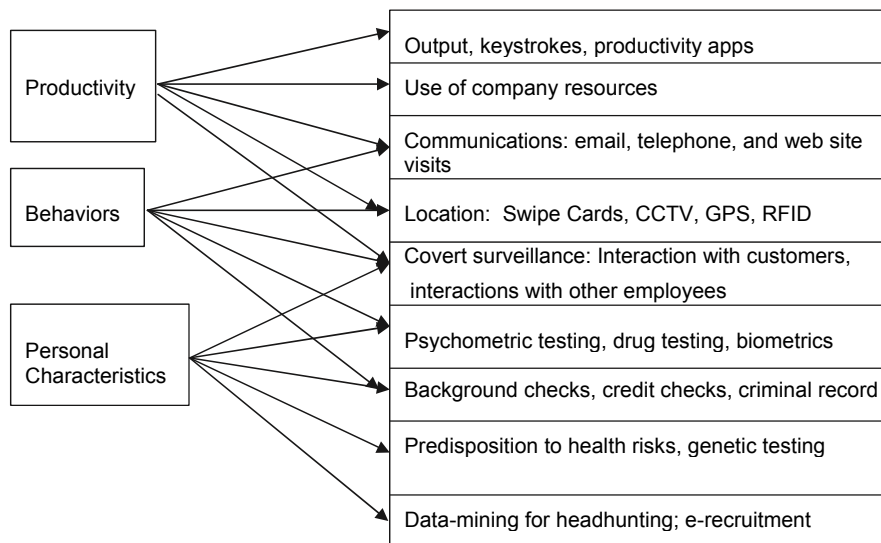 Productivity
Behaviors
Personal
Characteristics
Output, keystrokes, productivity apps
Use of company resources
Communications: email, telephone, and web site
visits
Location:  Swipe Cards, CCTV, GPS, RFID
Covert surveillance: Interaction with customers,
interactions with other employees
Psychometric testing, drug testing, biometrics
Background checks, credit checks, criminal record
Predisposition to health risks, genetic testing
Data-mining for headhunting; e-recruitment